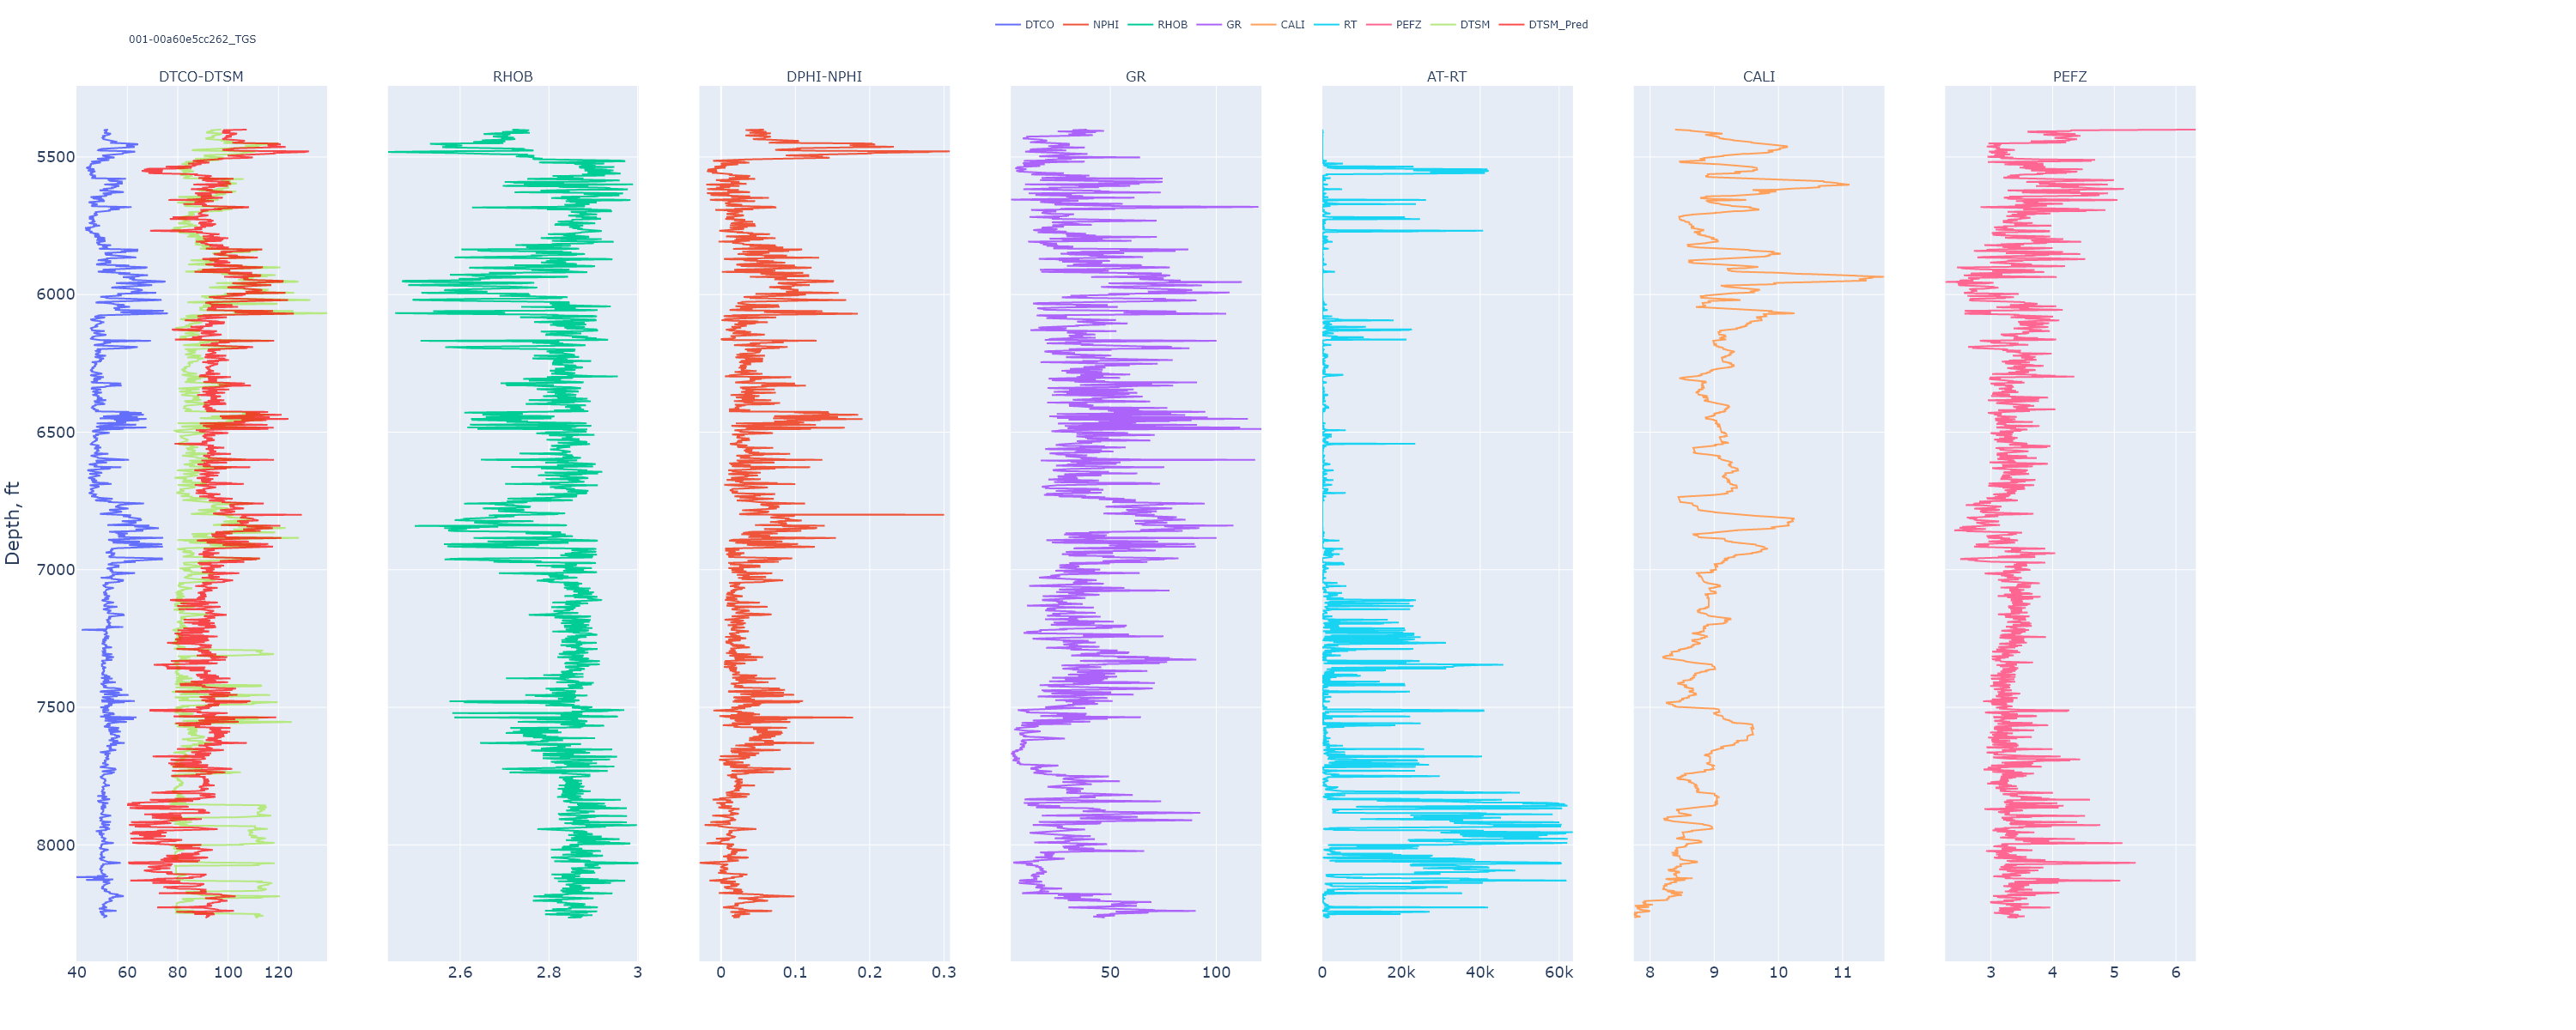 DTCO NPHI RHOB GR CALI RT PEFZ DTSM DTSM_Pred
001-00a60e5cc262_TGS
DTCO-DTSM RHOB DPHI-NPHI GR AT-RT CALI PEFZ
Depth, ft
5500
6000
6500
7000
7500
8000
40 60 80 100 120 2.6 2.8 3 0 0.1 0.2 0.3 50 100 0 20k 40k 60k 8 9 10 11 3 4 5 6